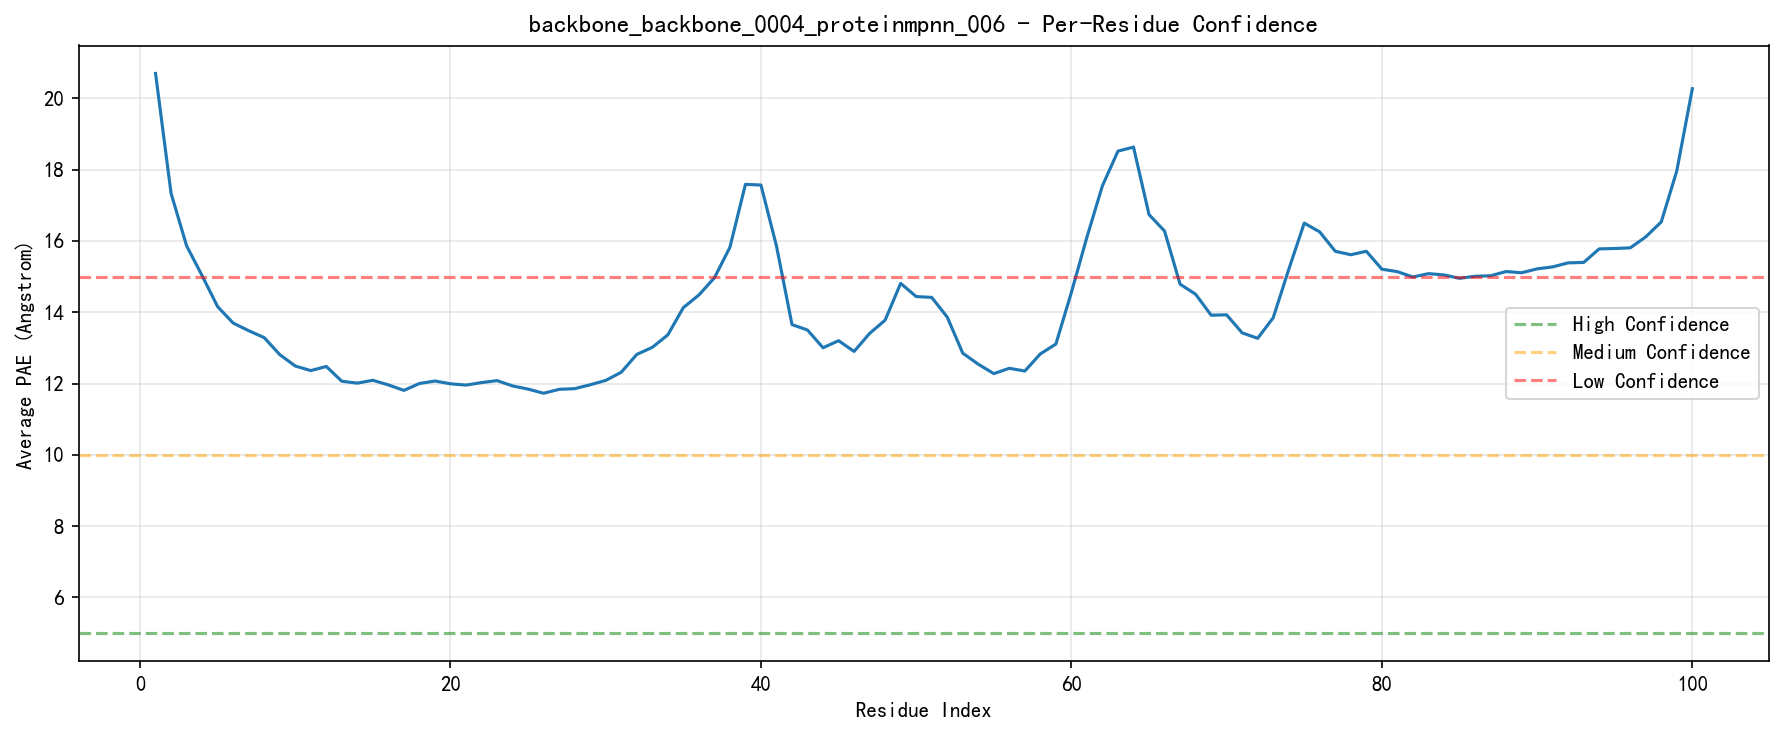 backbone_backbone_0004_proteinmpnn_006 - Per-Residue Confidence
Average PAE (Angstrom)
20
18
16
14
12
10
8
6
High Confidence
Medium Confidence
Low Confidence
0 20 40 60 80 100
Residue Index